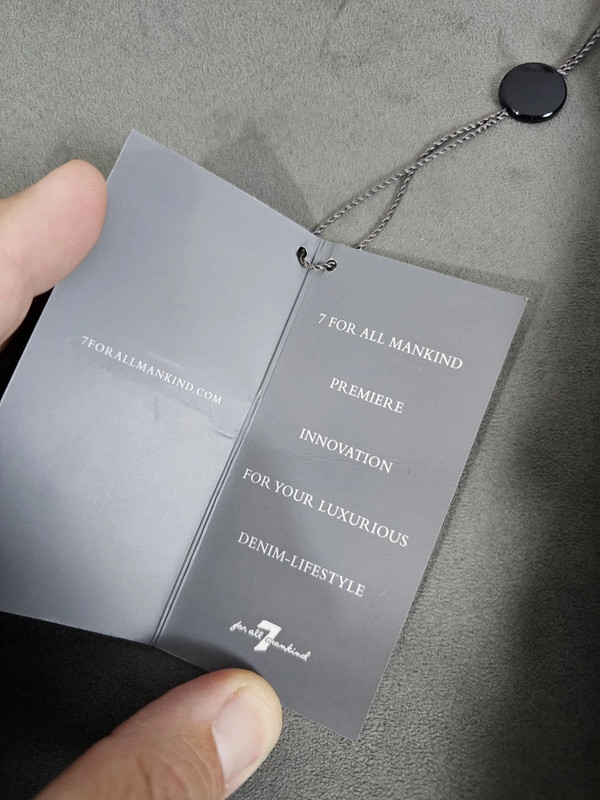 7FORALLMANKIND.COM
7 FOR ALL MANKIND
PREMIERE
INNOVATION
FOR YOUR LUXURIOUS
DENIM-LIFESTYLE
for all 7 mankind